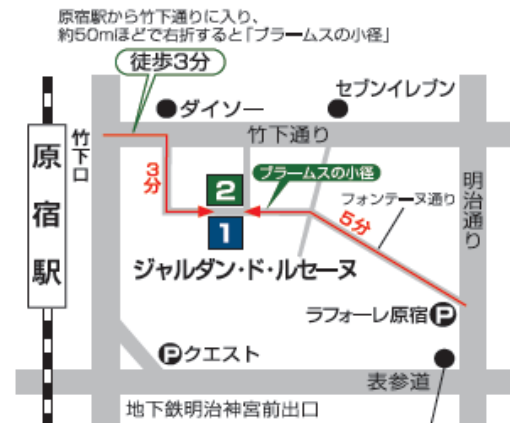 原宿駅から竹下通りに入り、
約50mほどで右折すると「ブラームスの小径」
徒歩3分
セブンイレブン
ダイソー
竹下通り
竹下口
原宿駅
3分
2
ブラームスの小径
明治通り
フォンテーヌ通り
5分
1
ジャルダン・ド・ルセーヌ
ラフォーレ原宿P
Pクエスト
表参道
地下鉄明治神宮前出口